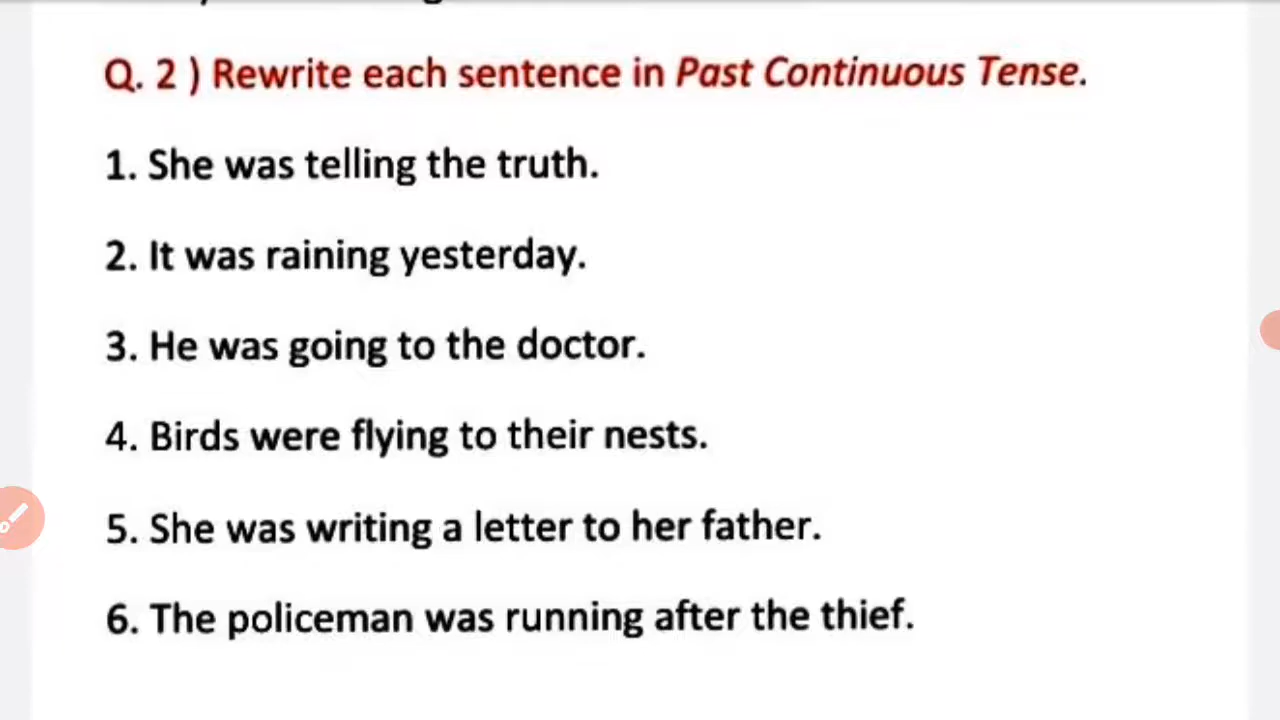 Q. 2 ) Rewrite each sentence in Past Continuous Tense.
1. She was telling the truth.
2. It was raining yesterday.
3. He was going to the doctor.
4. Birds were flying to their nests.
5. She was writing a letter to her father.
6. The policeman was running after the thief.